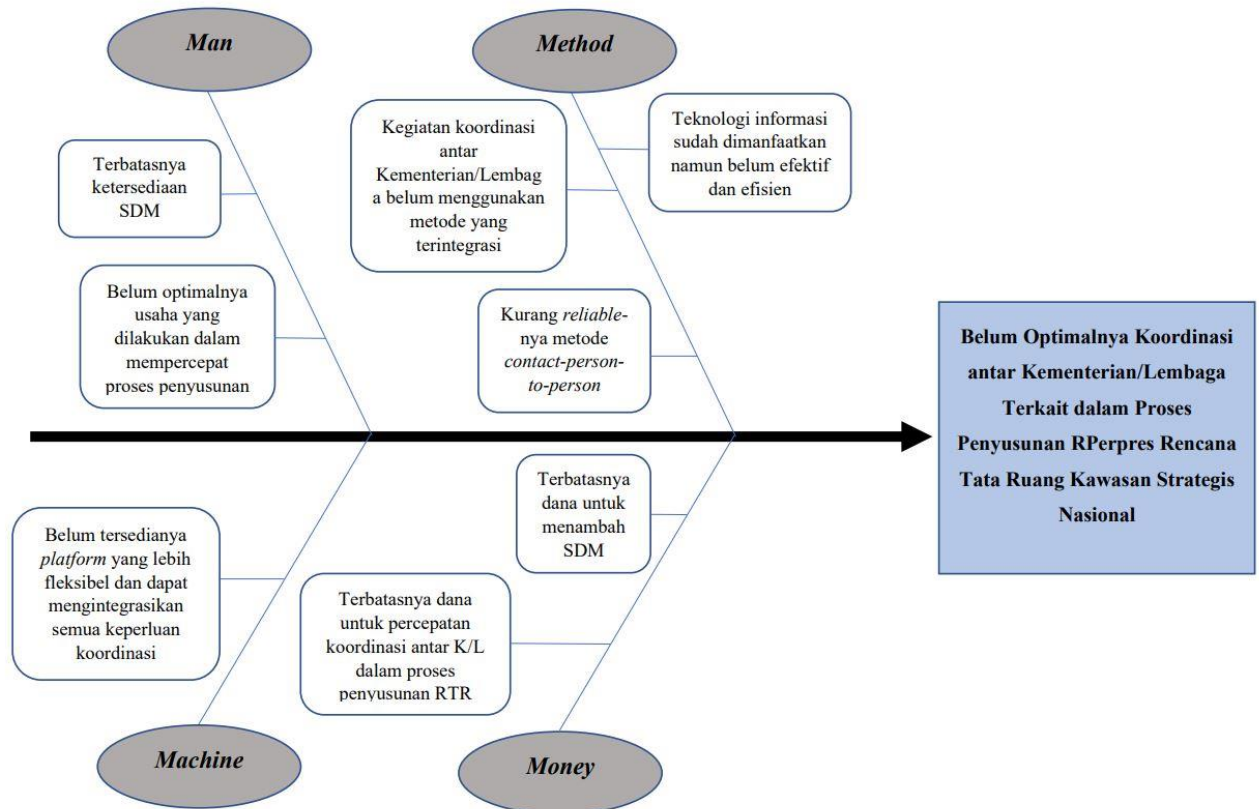 Man
Method
Terbatasnya
ketersediaan
SDM
Kegiatan koordinasi
antar
Kementerian/Lembag
a belum menggunakan
metode yang
terintegrasi
Teknologi informasi
sudah dimanfaatkan
namun belum efektif
dan efisien
Belum optimalnya
usaha yang
dilakukan dalam
mempercepat
proses penyusunan
Kurang reliable-
nya metode
contact-person-
to-person
Belum Optimalnya Koordinasi
antar Kementerian/Lembaga
Terkait dalam Proses
Penyusunan RPerpres Rencana
Tata Ruang Kawasan Strategis
Nasional
Belum tersedianya
platform yang lebih
fleksibel dan dapat
mengintegrasikan
semua keperluan
koordinasi
Terbatasnya
dana untuk
menambah
SDM
Terbatasnya dana
untuk percepatan
koordinasi antar K/L
dalam proses
penyusunan RTR
Machine
Money